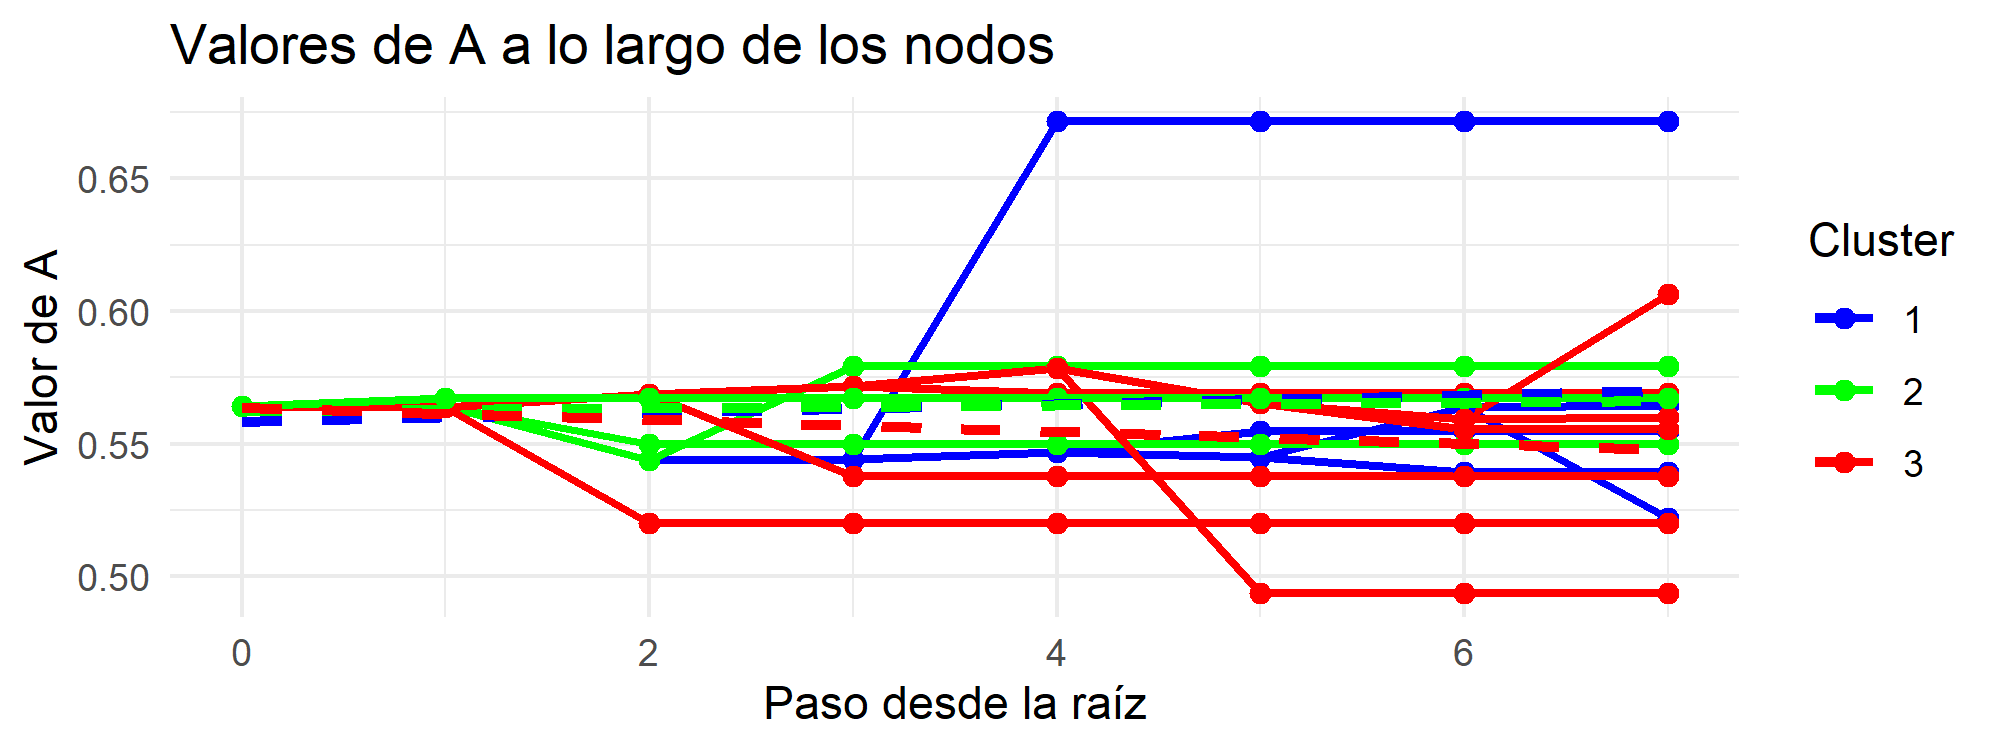 Valores de A a lo largo de los nodos
Valor de A
0.65
0.60
0.55
0.50
0
2
4
6
Paso desde la raíz
Cluster
1
2
3